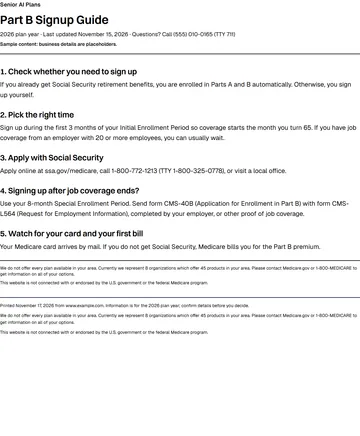 Senior AI Plans
Part B Signup Guide
2026 plan year · Last updated November 15, 2026 · Questions? Call (555) 010-0165 (TTY 711)
Sample content: business details are placeholders.
1. Check whether you need to sign up
If you already get Social Security retirement benefits, you are enrolled in Parts A and B automatically. Otherwise, you sign
up yourself.
2. Pick the right time
Sign up during the first 3 months of your Initial Enrollment Period so coverage starts the month you turn 65. If you have job
coverage from an employer with 20 or more employees, you can usually wait.
3. Apply with Social Security
Apply online at ssa.gov/medicare, call 1-800-772-1213 (TTY 1-800-325-0778), or visit a local office.
4. Signing up after job coverage ends?
Use your 8-month Special Enrollment Period. Send form CMS-40B (Application for Enrollment in Part B) with form CMS-
L564 (Request for Employment Information), completed by your employer, or other proof of job coverage.
5. Watch for your card and your first bill
Your Medicare card arrives by mail. If you do not get Social Security, Medicare bills you for the Part B premium.
We do not offer every plan available in your area. Currently we represent 8 organizations which offer 45 products in your area. Please contact Medicare.gov or 1-800-MEDICARE to
get information on all of your options.
This website is not connected with or endorsed by the U.S. government or the federal Medicare program.
Printed November 17, 2026 from www.example.com. Information is for the 2026 plan year; confirm details before you decide.
We do not offer every plan available in your area. Currently we represent 8 organizations which offer 45 products in your area. Please contact Medicare.gov or 1-800-MEDICARE to
get information on all of your options.
This website is not connected with or endorsed by the U.S. government or the federal Medicare program.